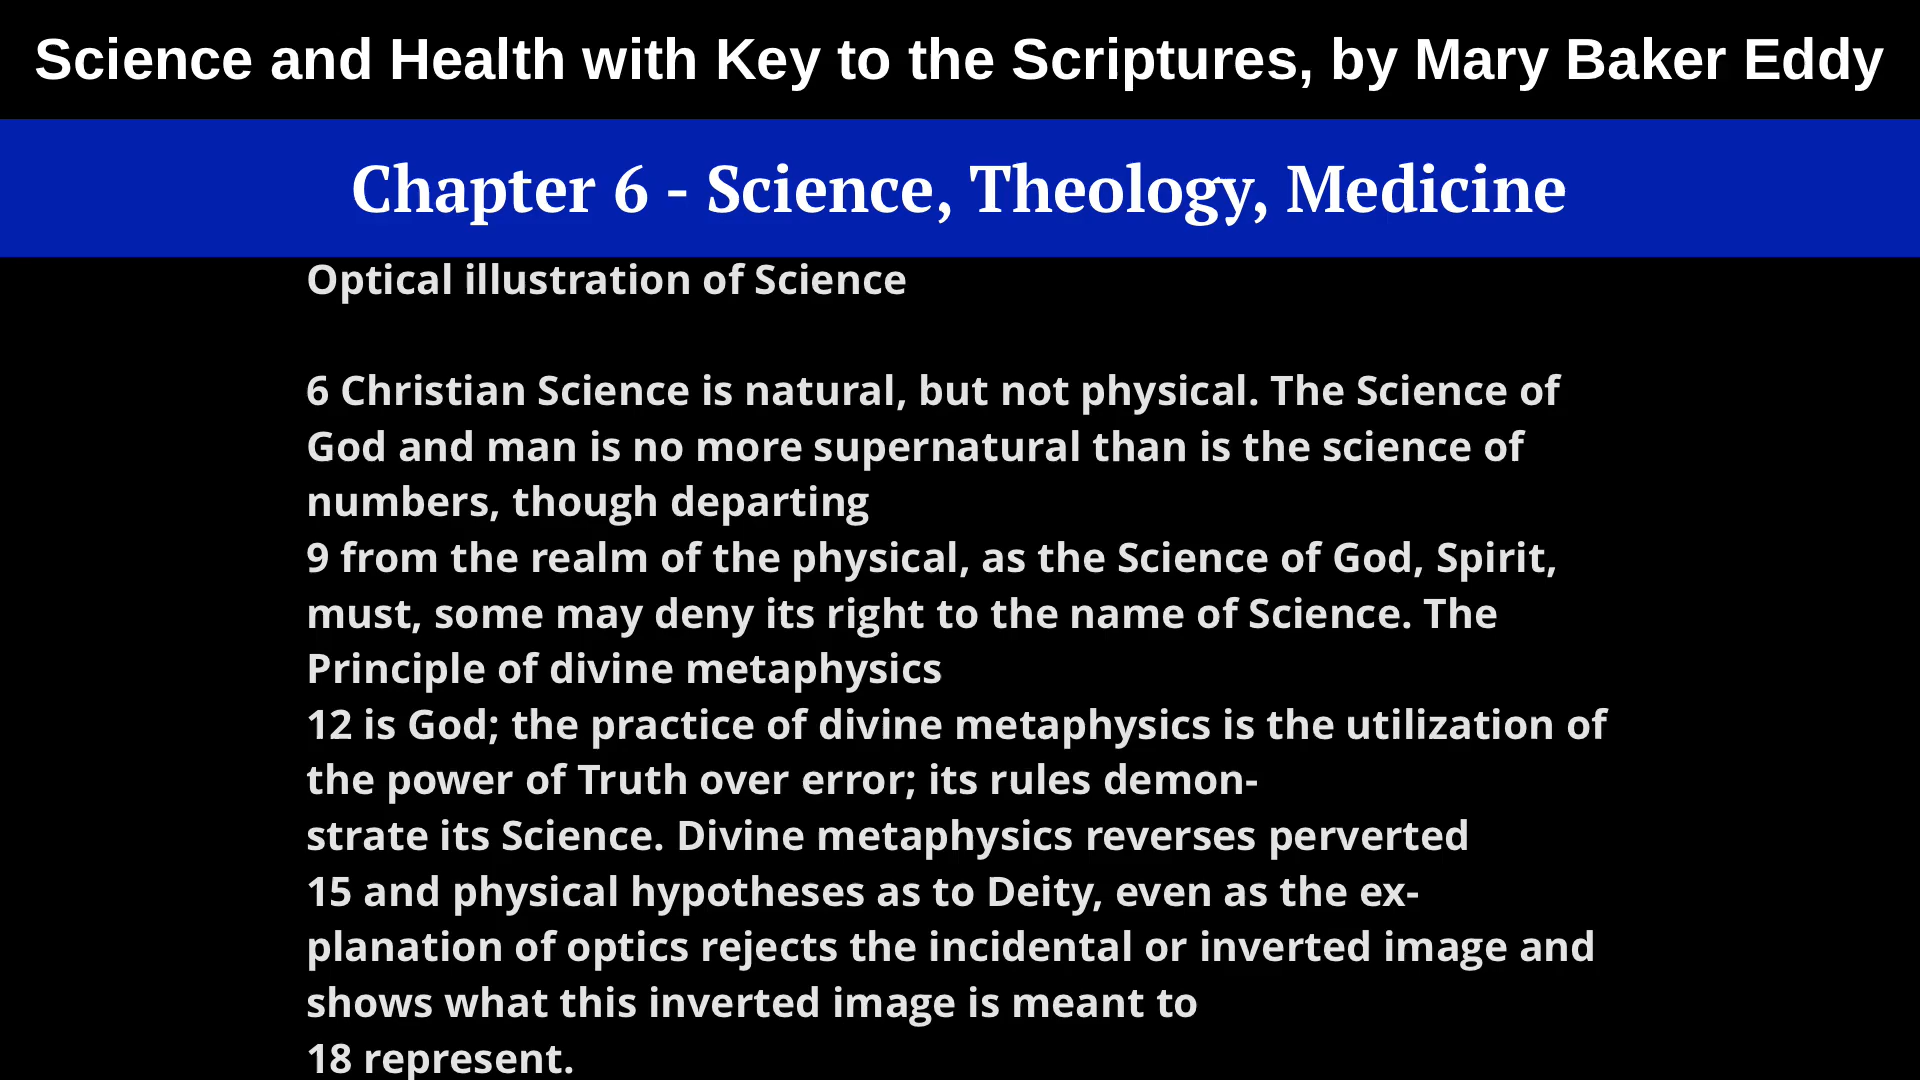 Science and Health with Key to the Scriptures, by Mary Baker Eddy
Chapter 6 - Science, Theology, Medicine
Optical illustration of Science
6 Christian Science is natural, but not physical. The Science of
God and man is no more supernatural than is the science of
numbers, though departing
9 from the realm of the physical, as the Science of God, Spirit,
must, some may deny its right to the name of Science. The
Principle of divine metaphysics
12 is God; the practice of divine metaphysics is the utilization of
the power of Truth over error; its rules demon-
strate its Science. Divine metaphysics reverses perverted
15 and physical hypotheses as to Deity, even as the ex-
planation of optics rejects the incidental or inverted image and
shows what this inverted image is meant to
18 represent.